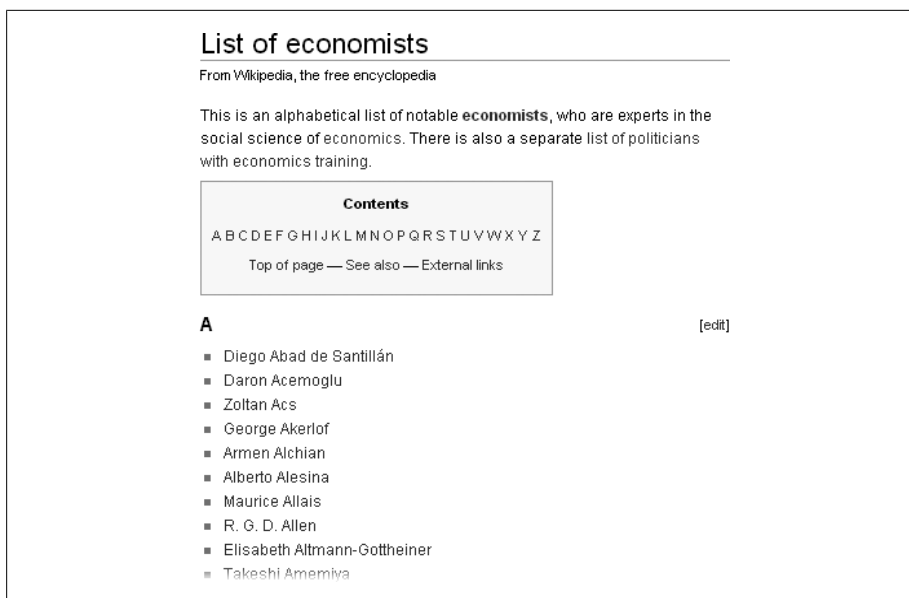 List of economists
From Wikipedia, the free encyclopedia
This is an alphabetical list of notable economists, who are experts in the
social science of economics. There is also a separate list of politicians
with economics training.
Contents
A B C D E F G H I J K L M N O P Q R S T U V W X Y Z
Top of page — See also — External links
A
[edit]
Diego Abad de Santillán
Daron Acemoglu
Zoltan Acs
George Akerlof
Armen Alchian
Alberto Alesina
Maurice Allais
R. G. D. Allen
Elisabeth Altmann-Gottheiner
Takeshi Amemiya